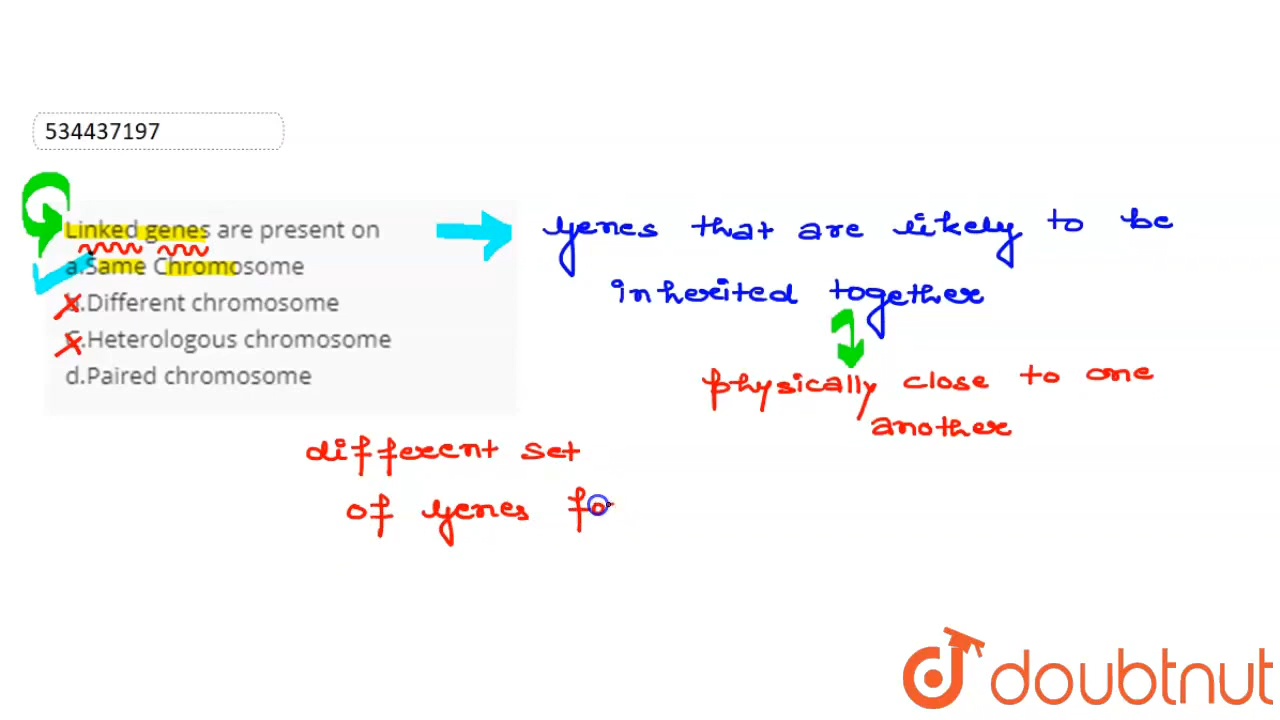 534437197
Linked genes are present on
a.Same Chromosome
b.Different chromosome
C.Heterologous chromosome
d.Paired chromosome
genes that are likely to be
inherited together
physically close to one
another
different set
of genes fo
doubtnut